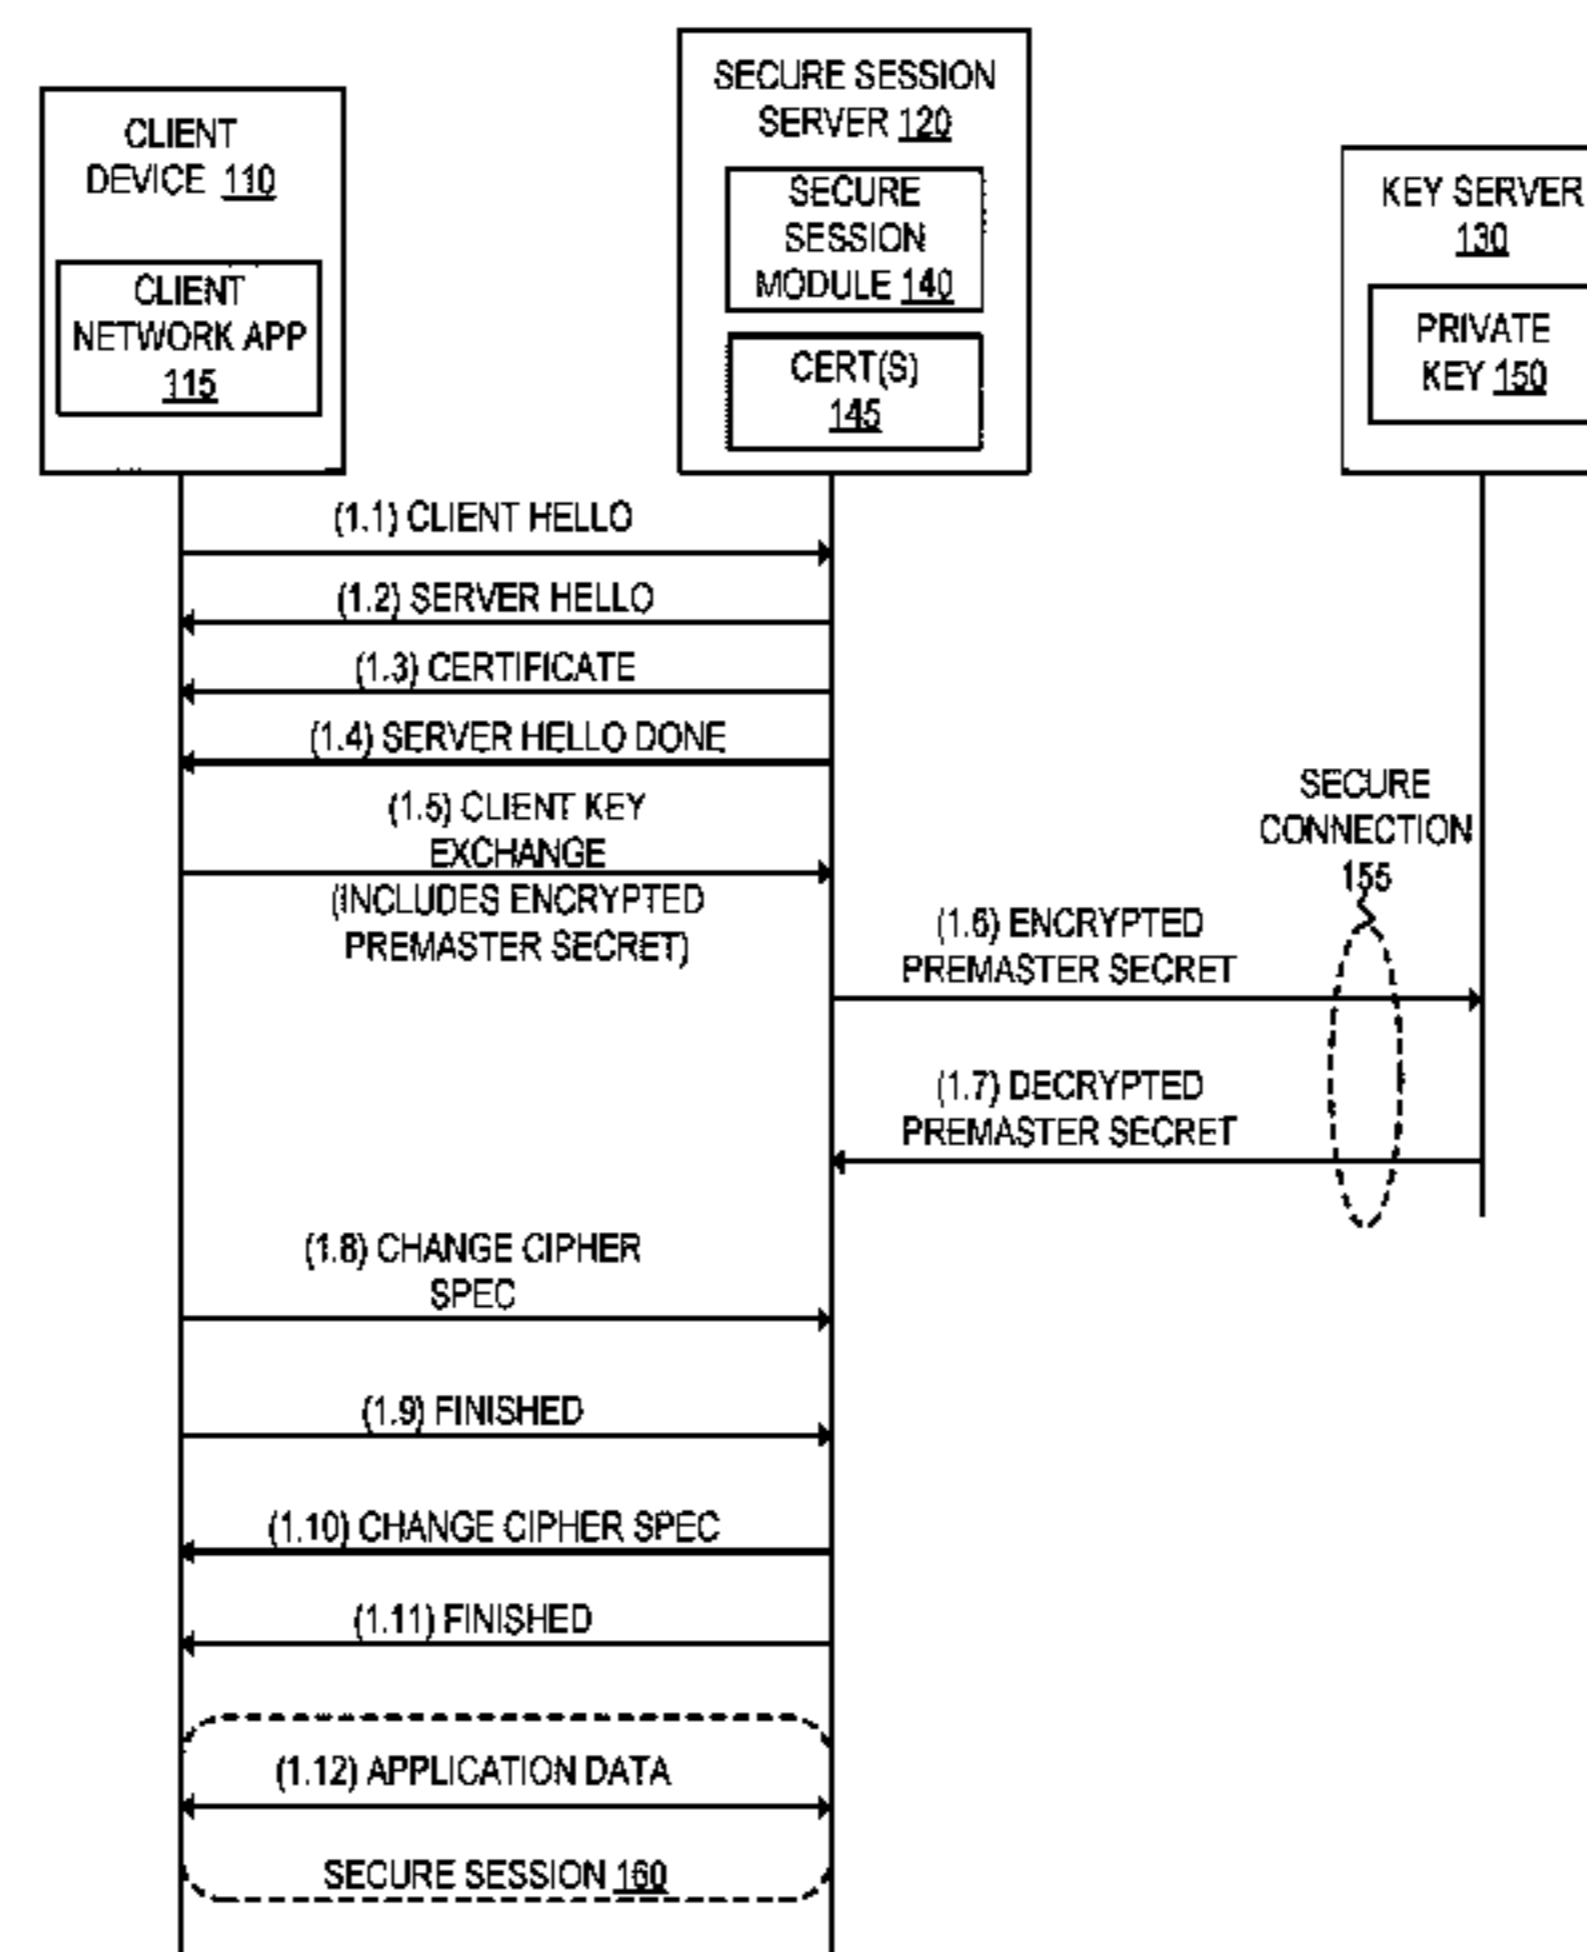 CLIENT
DEVICE 110
CLIENT
NETWORK APP
115
SECURE SESSION
SERVER 120
SECURE
SESSION
MODULE 140
CERT(S)
145
KEY SERVER
130
PRIVATE
KEY 150
(1.1) CLIENT HELLO
(1.2) SERVER HELLO
(1.3) CERTIFICATE
(1.4) SERVER HELLO DONE
(1.5) CLIENT KEY
EXCHANGE
(INCLUDES ENCRYPTED
PREMASTER SECRET)
SECURE
CONNECTION
155
(1.6) ENCRYPTED
PREMASTER SECRET
(1.7) DECRYPTED
PREMASTER SECRET
(1.8) CHANGE CIPHER
SPEC
(1.9) FINISHED
(1.10) CHANGE CIPHER SPEC
(1.11) FINISHED
(1.12) APPLICATION DATA
SECURE SESSION 160